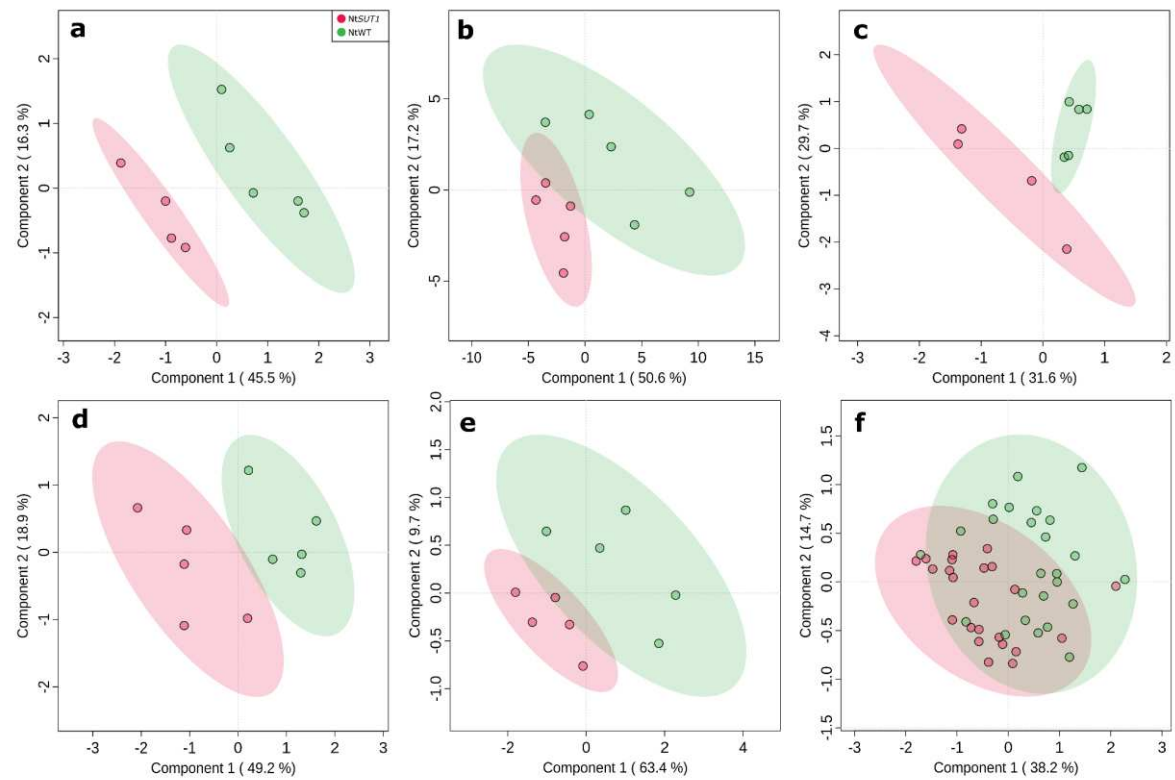 a
NtSUT1
NtWT
Component 2 ( 16.3 %)
2
1
0
-1
-2
-3 -2 -1 0 1 2 3
Component 1 ( 45.5 %)
b
Component 2 ( 17.2 %)
5
0
-5
-10 -5 0 5 10 15
Component 1 ( 50.6 %)
c
Component 2 ( 29.7 %)
2
1
0
-1
-2
-3
-4
-2 -1 0 1 2
Component 1 ( 31.6 %)
d
Component 2 ( 18.9 %)
2
1
0
-1
-2
-3 -2 -1 0 1 2 3
Component 1 ( 49.2 %)
e
Component 2 ( 9.7 %)
2.0
1.5
1.0
0.5
0.0
-0.5
-1.0
-2 0 2 4
Component 1 ( 63.4 %)
f
Component 2 ( 14.7 %)
1.5
1.0
0.5
0.0
-0.5
-1.0
-1.5
-3 -2 -1 0 1 2 3
Component 1 ( 38.2 %)